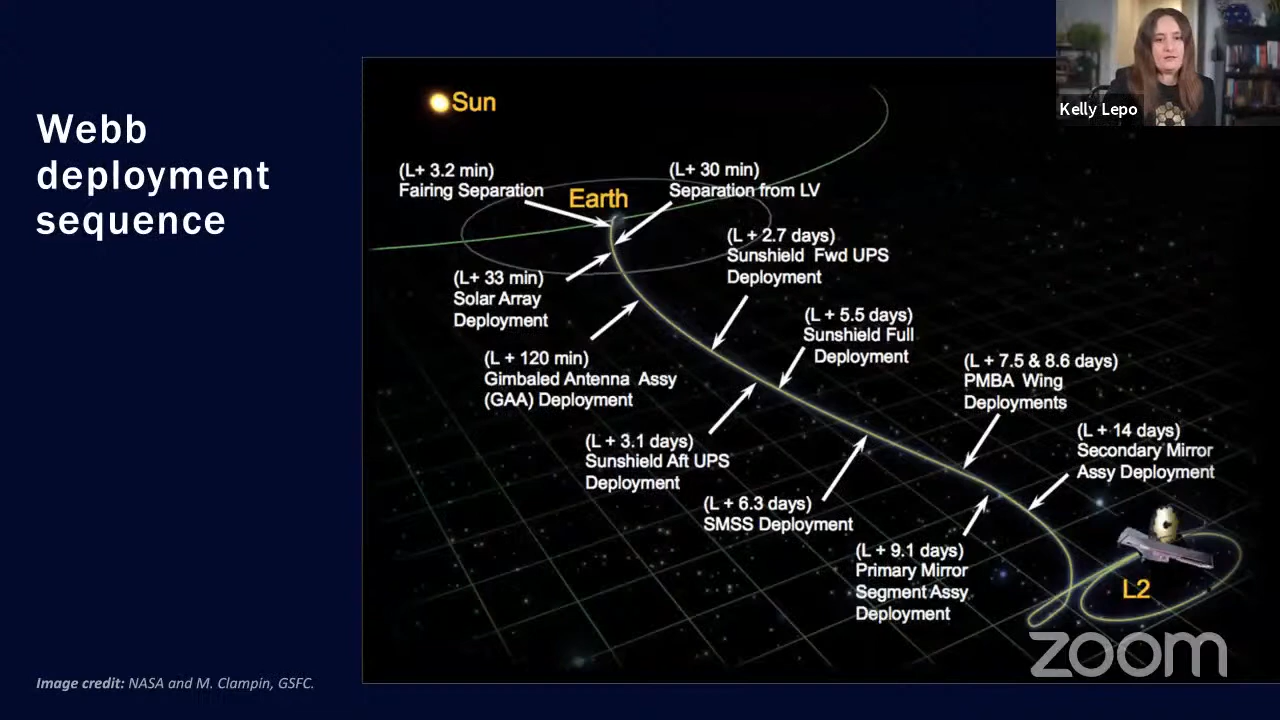 Webb
deployment
sequence
Kelly Lepo
Sun
(L+ 3.2 min)
Fairing Separation
Earth
(L+ 30 min)
Separation from LV
(L + 2.7 days)
Sunshield Fwd UPS
Deployment
(L+ 33 min)
Solar Array
Deployment
(L + 5.5 days)
Sunshield Full
Deployment
(L + 120 min)
Gimbaled Antenna Assy
(GAA) Deployment
(L + 7.5 & 8.6 days)
PMBA Wing
Deployments
(L + 3.1 days)
Sunshield Aft UPS
Deployment
(L + 14 days)
Secondary Mirror
Assy Deployment
(L + 6.3 days)
SMSS Deployment
(L + 9.1 days)
Primary Mirror
Segment Assy
Deployment
L2
zoom
Image credit: NASA and M. Clampin, GSFC.